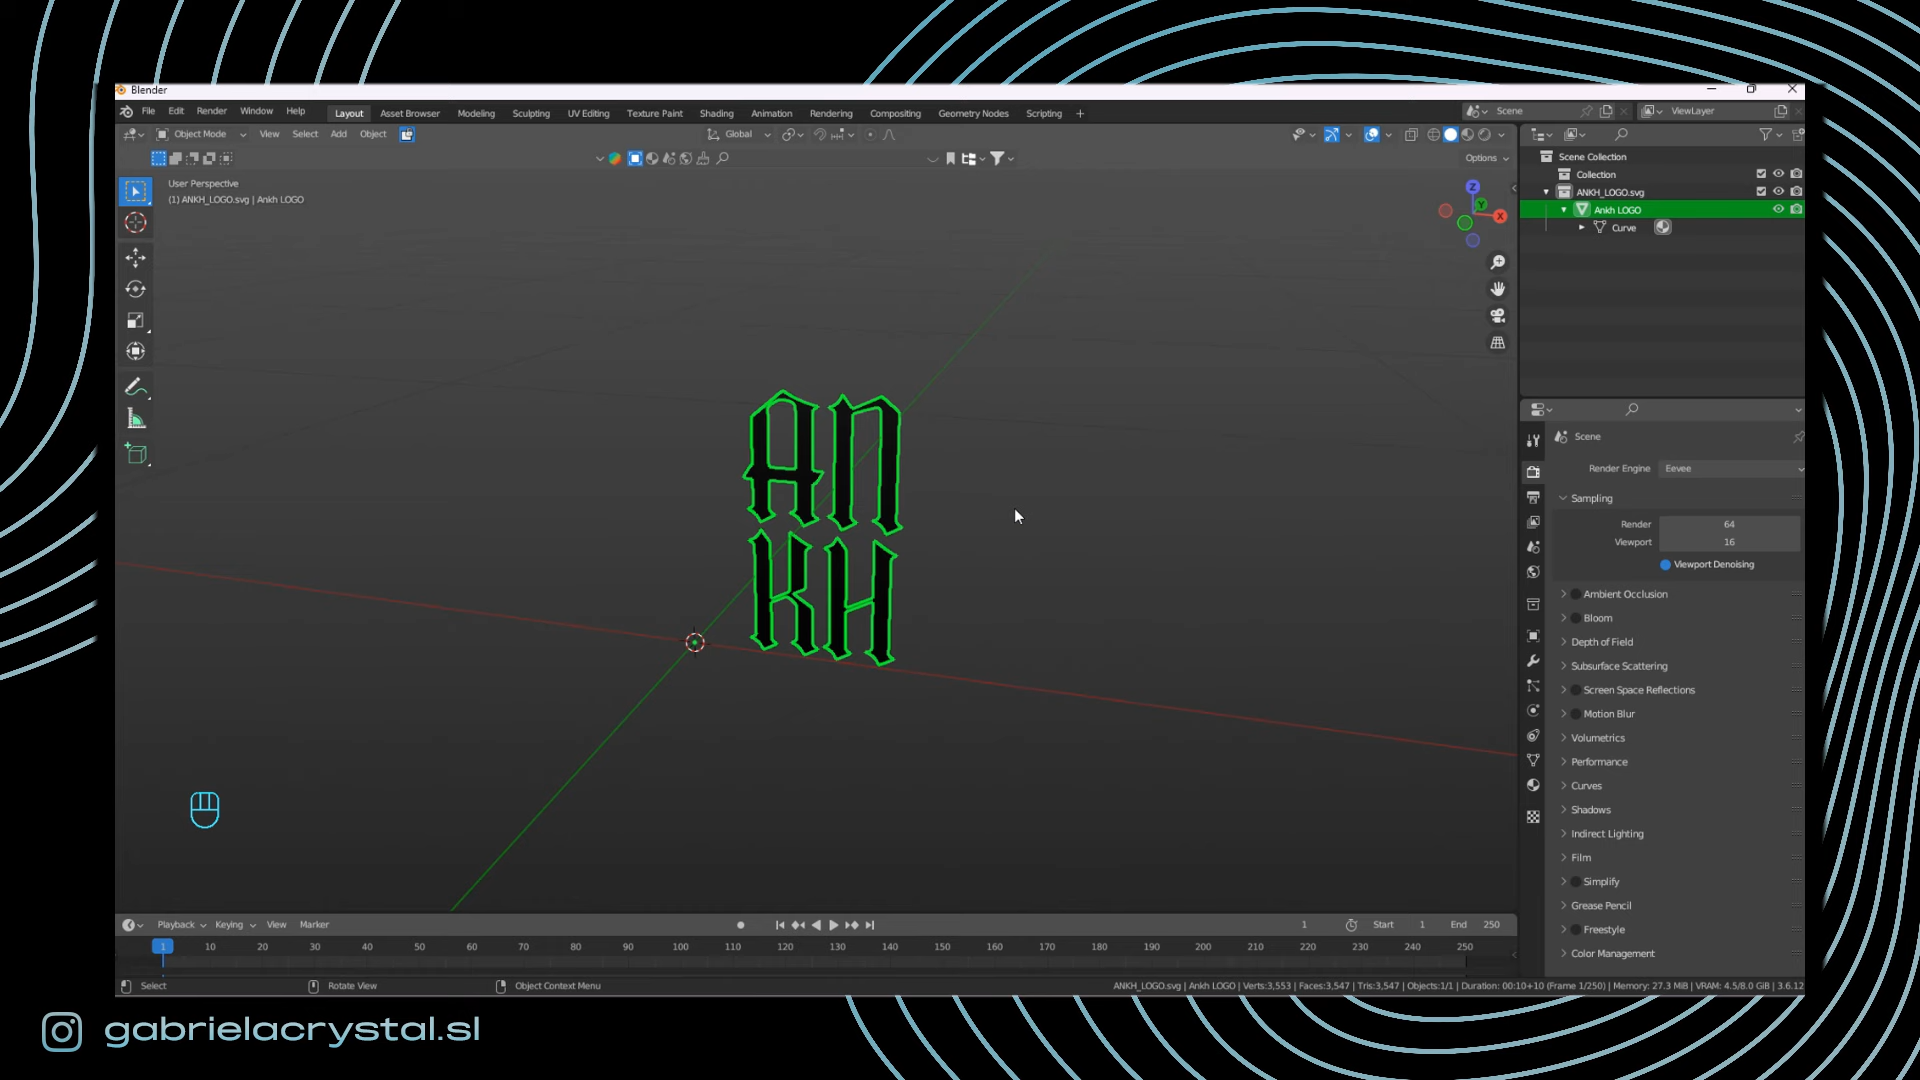 Blender
File Edit Render Window Help Layout Asset Browser Modeling Sculpting UV Editing Texture Paint Shading Animation Rendering Compositing Geometry Nodes Scripting + Scene ViewLayer
Object Mode View Select Add Object Global
Options
User Perspective
(1) ANKH_LOGO.svg | Ankh LOGO
Z
Y
X
AN
KH
Scene Collection
Collection
ANKH_LOGO.svg
Ankh LOGO
Curve
Scene
Render Engine Eevee
Sampling
Render 64
Viewport 16
Viewport Denoising
Ambient Occlusion
Bloom
Depth of Field
Subsurface Scattering
Screen Space Reflections
Motion Blur
Volumetrics
Performance
Curves
Shadows
Indirect Lighting
Film
Simplify
Grease Pencil
Freestyle
Color Management
Playback Keying View Marker 1 Start 1 End 250
1 10 20 30 40 50 60 70 80 90 100 110 120 130 140 150 160 170 180 190 200 210 220 230 240 250
Select Rotate View Object Context Menu ANKH_LOGO.svg | Ankh LOGO | Verts:3,553 | Faces:3,547 | Tris:3,547 | Objects:1/1 | Duration: 00:10+10 (Frame 1/250) | Memory: 27.3 MiB | VRAM: 4.5/8.0 GiB | 3.6.12
gabrielacrystal.sl